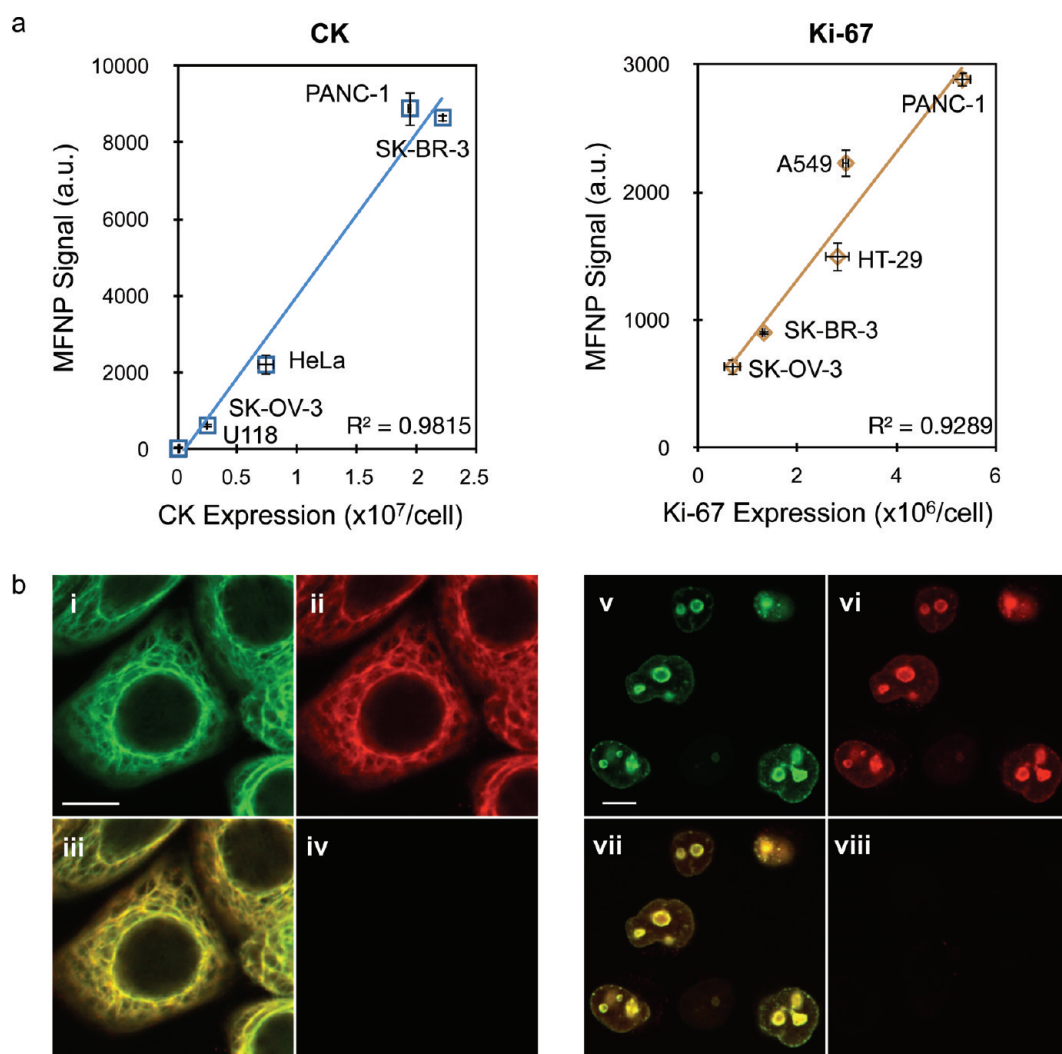 a
CK
10000
8000
6000
4000
2000
0
MFNP Signal (a.u.)
PANC-1
SK-BR-3
HeLa
SK-OV-3
U118
R² = 0.9815
0 0.5 1 1.5 2 2.5
CK Expression (x10⁷/cell)
Ki-67
3000
2000
1000
0
MFNP Signal (a.u.)
PANC-1
A549
HT-29
SK-BR-3
SK-OV-3
R² = 0.9289
0 2 4 6
Ki-67 Expression (x10⁶/cell)
b
i ii
iii iv
v vi
vii viii